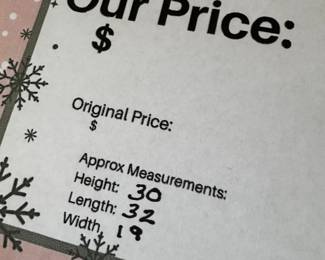 Our Price:
$
Original Price:
$
Approx Measurements:
Height: 30
Length: 32
Width, 19